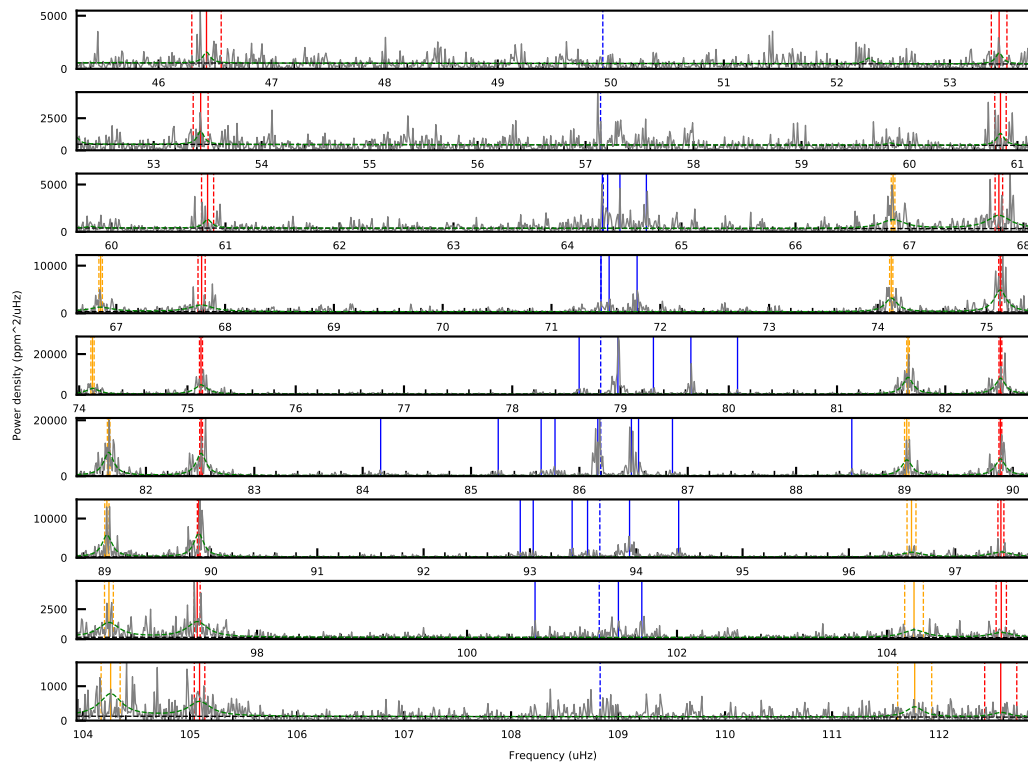 5000
0
46 47 48 49 50 51 52 53
2500
0
53 54 55 56 57 58 59 60 61
5000
0
60 61 62 63 64 65 66 67 68
10000
0
67 68 69 70 71 72 73 74 75
20000
0
74 75 76 77 78 79 80 81 82
20000
0
82 83 84 85 86 87 88 89 90
10000
0
89 90 91 92 93 94 95 96 97
2500
0
98 100 102 104
1000
0
104 105 106 107 108 109 110 111 112
Power density (ppm^2/uHz)
Frequency (uHz)